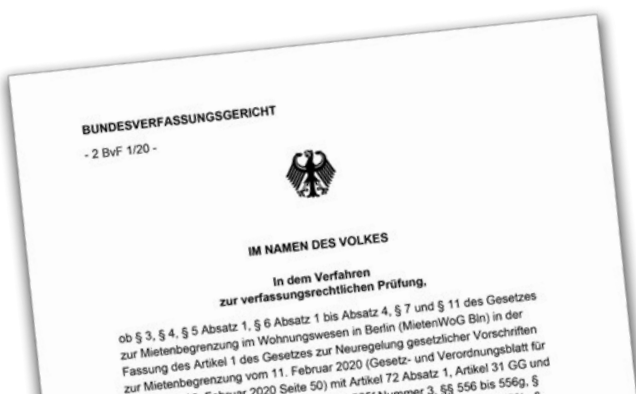 BUNDESVERFASSUNGSGERICHT
- 2 BvF 1/20 -
IM NAMEN DES VOLKES
In dem Verfahren
zur verfassungsrechtlichen Prüfung,
ob § 3, § 4, § 5 Absatz 1, § 6 Absatz 1 bis Absatz 4, § 7 und § 11 des Gesetzes
zur Mietenbegrenzung im Wohnungswesen in Berlin (MietenWoG Bln) in der
Fassung des Artikel 1 des Gesetzes zur Neuregelung gesetzlicher Vorschriften
zur Mietenbegrenzung vom 11. Februar 2020 (Gesetz- und Verordnungsblatt für
Februar 2020 Seite 50) mit Artikel 72 Absatz 1, Artikel 31 GG und
Nummer 3, §§ 556 bis 556g, §